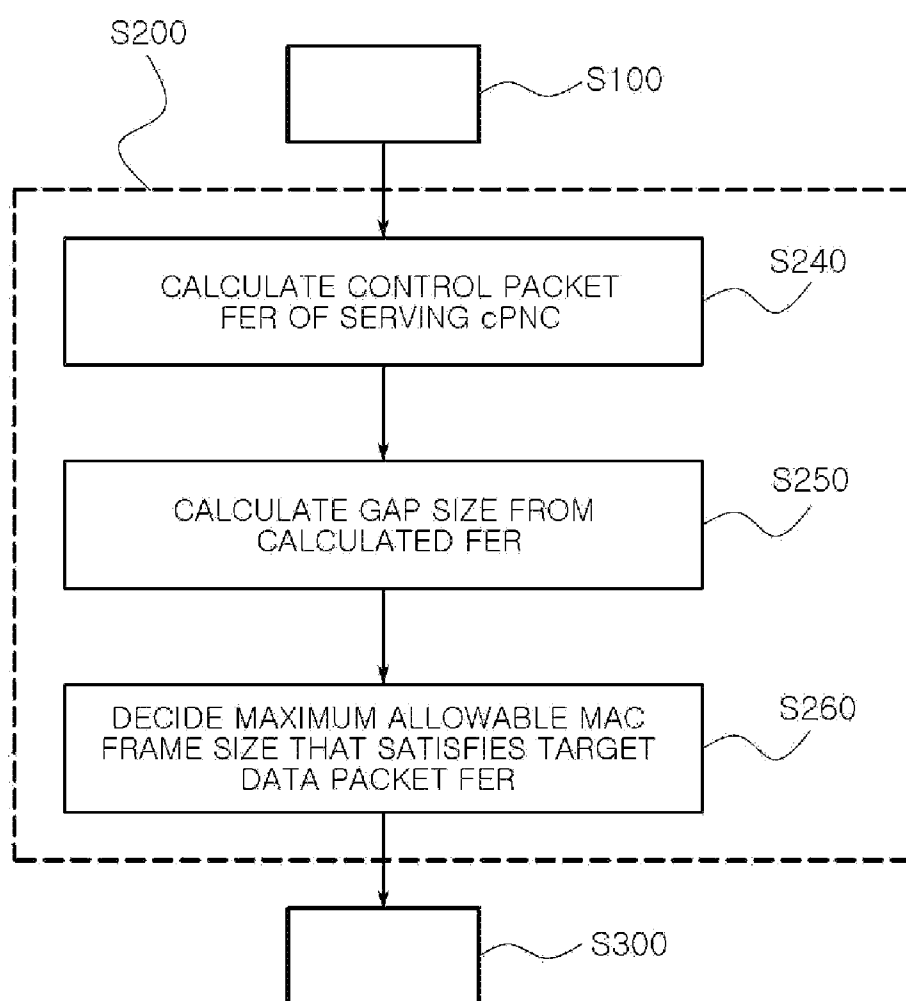 S200
S100
CALCULATE CONTROL PACKET
FER OF SERVING cPNC
S240
CALCULATE GAP SIZE FROM
CALCULATED FER
S250
DECIDE MAXIMUM ALLOWABLE MAC
FRAME SIZE THAT SATISFIES TARGET
DATA PACKET FER
S260
S300